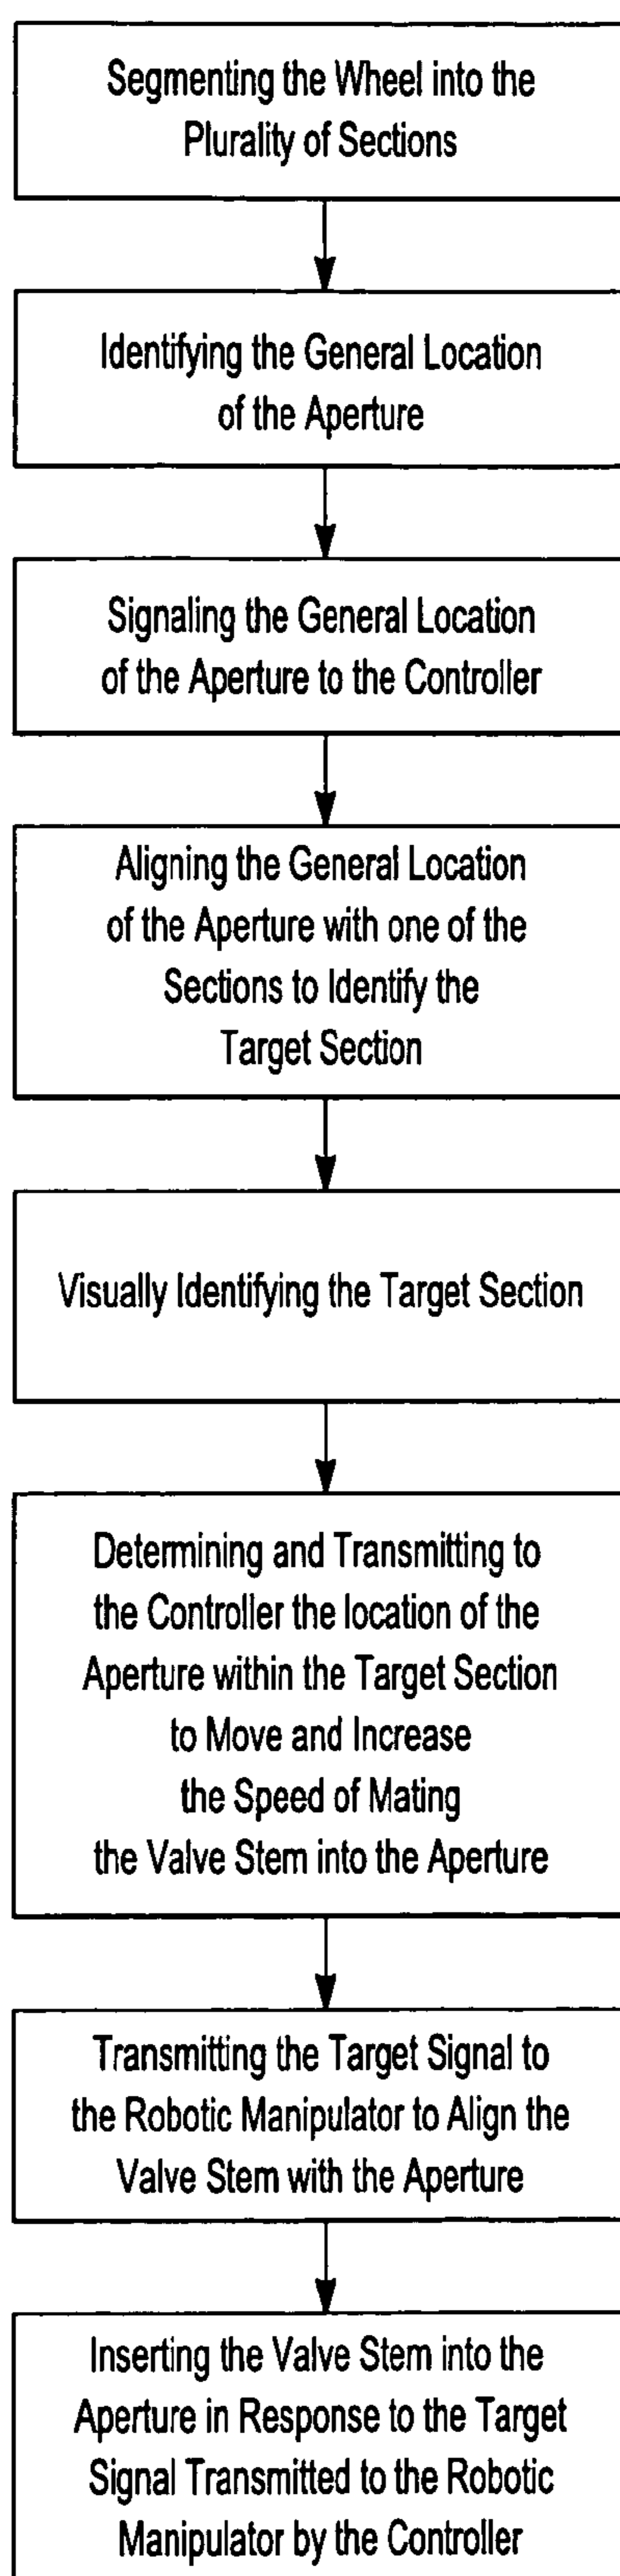 Segmenting the Wheel into the
Plurality of Sections
Identifying the General Location
of the Aperture
Signaling the General Location
of the Aperture to the Controller
Aligning the General Location
of the Aperture with one of the
Sections to Identify the
Target Section
Visually Identifying the Target Section
Determining and Transmitting to
the Controller the location of the
Aperture within the Target Section
to Move and Increase
the Speed of Mating
the Valve Stem into the Aperture
Transmitting the Target Signal to
the Robotic Manipulator to Align the
Valve Stem with the Aperture
Inserting the Valve Stem into the
Aperture in Response to the Target
Signal Transmitted to the Robotic
Manipulator by the Controller